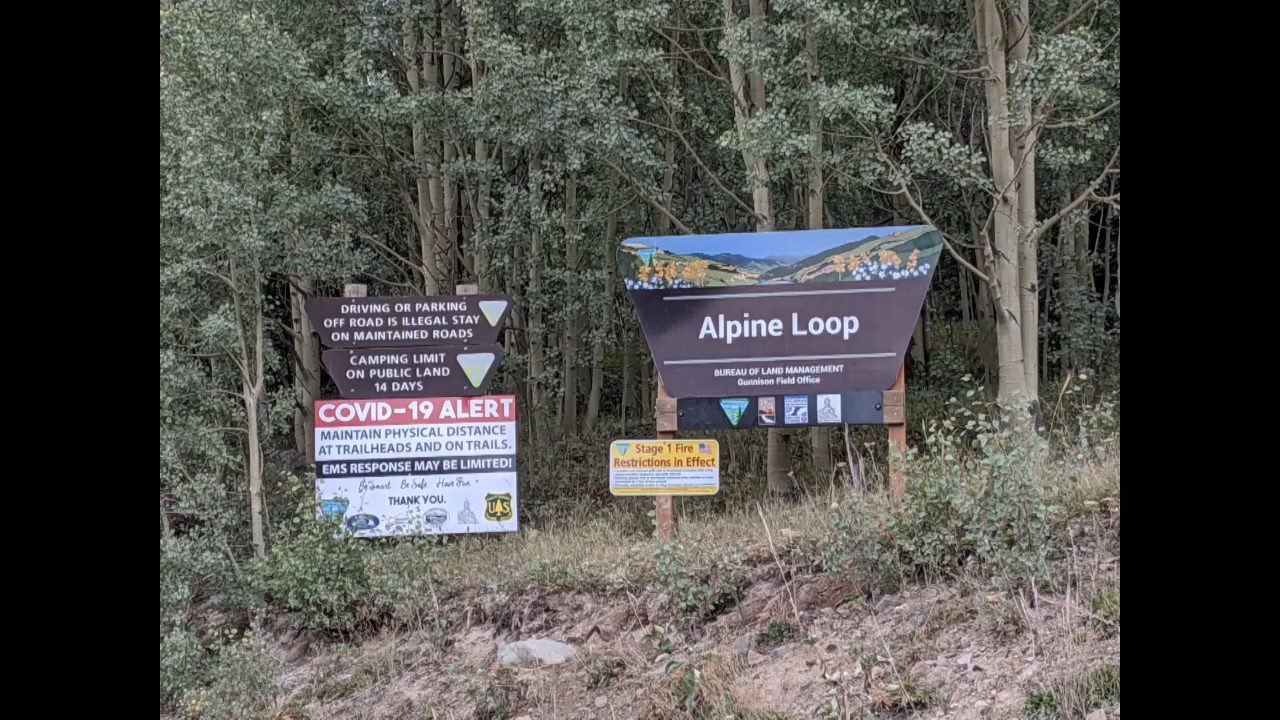 DRIVING OR PARKING
OFF ROAD IS ILLEGAL STAY
ON MAINTAINED ROADS
CAMPING LIMIT
ON PUBLIC LAND
14 DAYS
COVID-19 ALERT
MAINTAIN PHYSICAL DISTANCE
AT TRAILHEADS AND ON TRAILS.
EMS RESPONSE MAY BE LIMITED!
Be Smart Be Safe Have Fun
THANK YOU.
UAS
Alpine Loop
BUREAU OF LAND MANAGEMENT
Gunnison Field Office
Stage 1 Fire
Restrictions in Effect